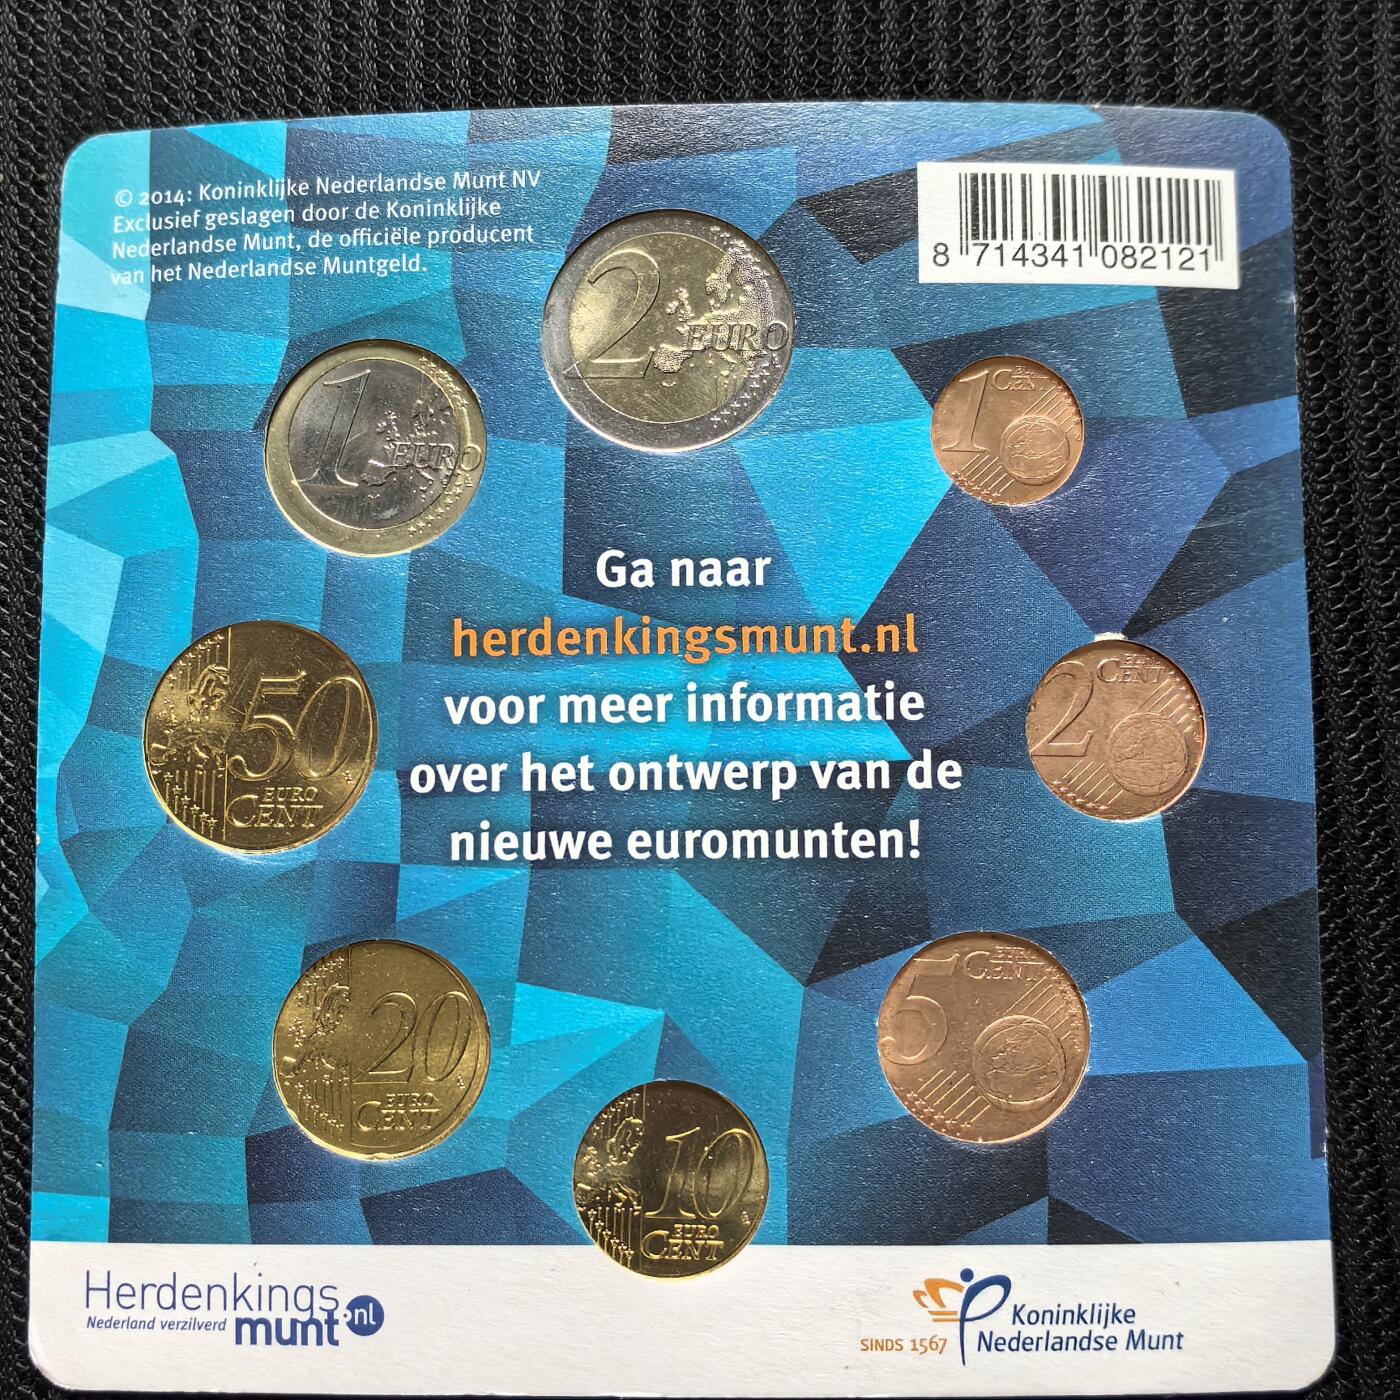 © 2014: Koninklijke Nederlandse Munt NV
Exclusief geslagen door de Koninklijke
Nederlandse Munt, de officiële producent
van het Nederlandse Muntgeld.
8 714341 082121
2 EURO
1 EURO
1 EURO CENT
Ga naar
herdenkingsmunt.nl
voor meer informatie
over het ontwerp van de
nieuwe euromunten!
50 EURO CENT
2 EURO CENT
20 EURO CENT
5 EURO CENT
10 EURO CENT
Herdenkings
Nederland verzilverd munt.nl
SINDS 1567 Koninklijke
Nederlandse Munt